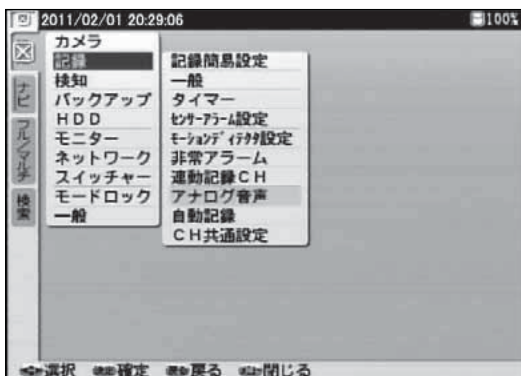 2011/02/01 20:29:06
100%
カメラ
記録
検知
バックアップ
HDD
モニター
ネットワーク
スイッチャー
モードロック
一般
記録簡易設定
一般
タイマー
センサーアラーム設定
モーションディテクタ設定
非常アラーム
連動記録CH
アナログ音声
自動記録
CH共通設定
ナビ
フル/マルチ
検索
選択 確定 戻る 閉じる